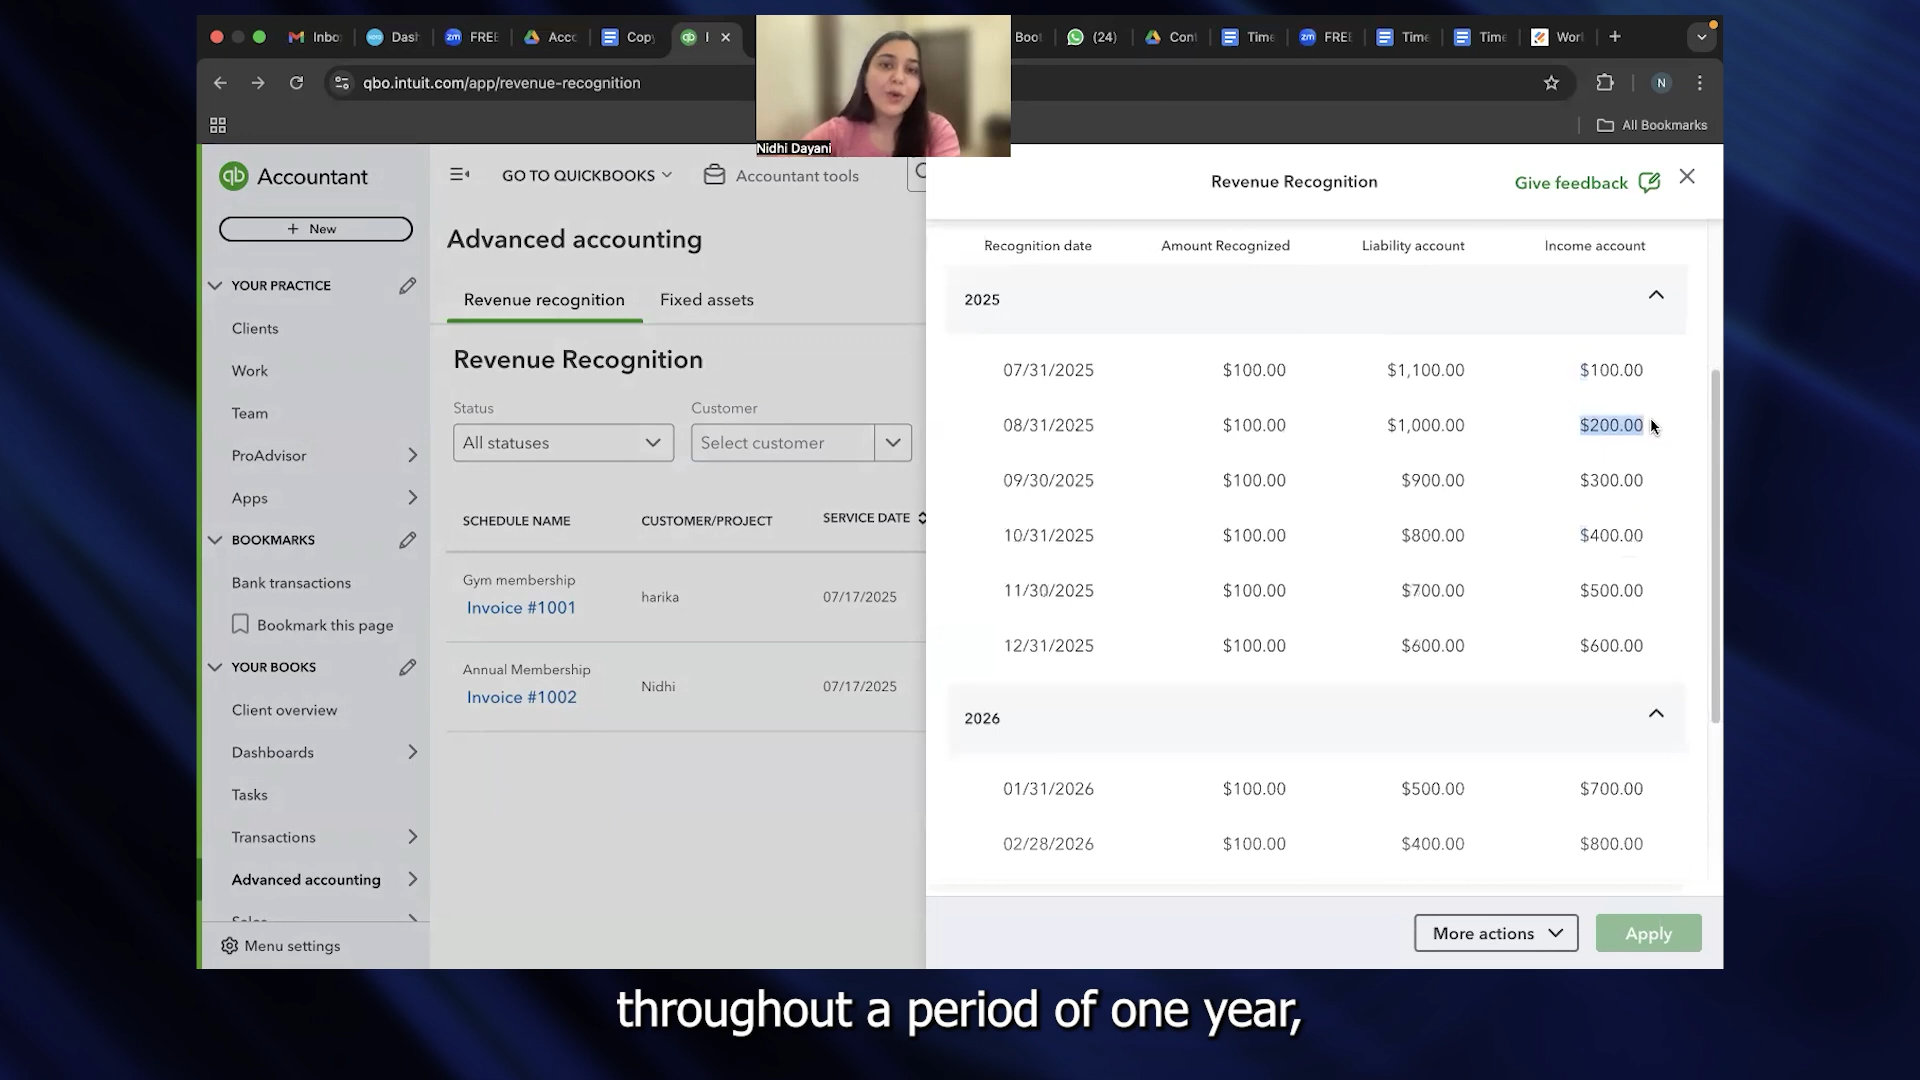 Inbo
Dash
FREE
Acco
Copy
Boo
(24)
Cont
Time
FREE
Time
Time
Wor
qbo.intuit.com/app/revenue-recognition
N
All Bookmarks
Nidhi Dayani
qb Accountant
GO TO QUICKBOOKS
Accountant tools
+ New
Advanced accounting
Revenue recognition
Fixed assets
YOUR PRACTICE
Clients
Work
Team
ProAdvisor
Apps
BOOKMARKS
Bank transactions
Bookmark this page
YOUR BOOKS
Client overview
Dashboards
Tasks
Transactions
Advanced accounting
Sales
Menu settings
Revenue Recognition
Status
Customer
All statuses
Select customer
SCHEDULE NAME CUSTOMER/PROJECT SERVICE DATE
Gym membership
Invoice #1001 harika 07/17/2025
Annual Membership
Invoice #1002 Nidhi 07/17/2025
Revenue Recognition
Give feedback
Recognition date Amount Recognized Liability account Income account
2025
07/31/2025 $100.00 $1,100.00 $100.00
08/31/2025 $100.00 $1,000.00 $200.00
09/30/2025 $100.00 $900.00 $300.00
10/31/2025 $100.00 $800.00 $400.00
11/30/2025 $100.00 $700.00 $500.00
12/31/2025 $100.00 $600.00 $600.00
2026
01/31/2026 $100.00 $500.00 $700.00
02/28/2026 $100.00 $400.00 $800.00
More actions
Apply
throughout a period of one year,